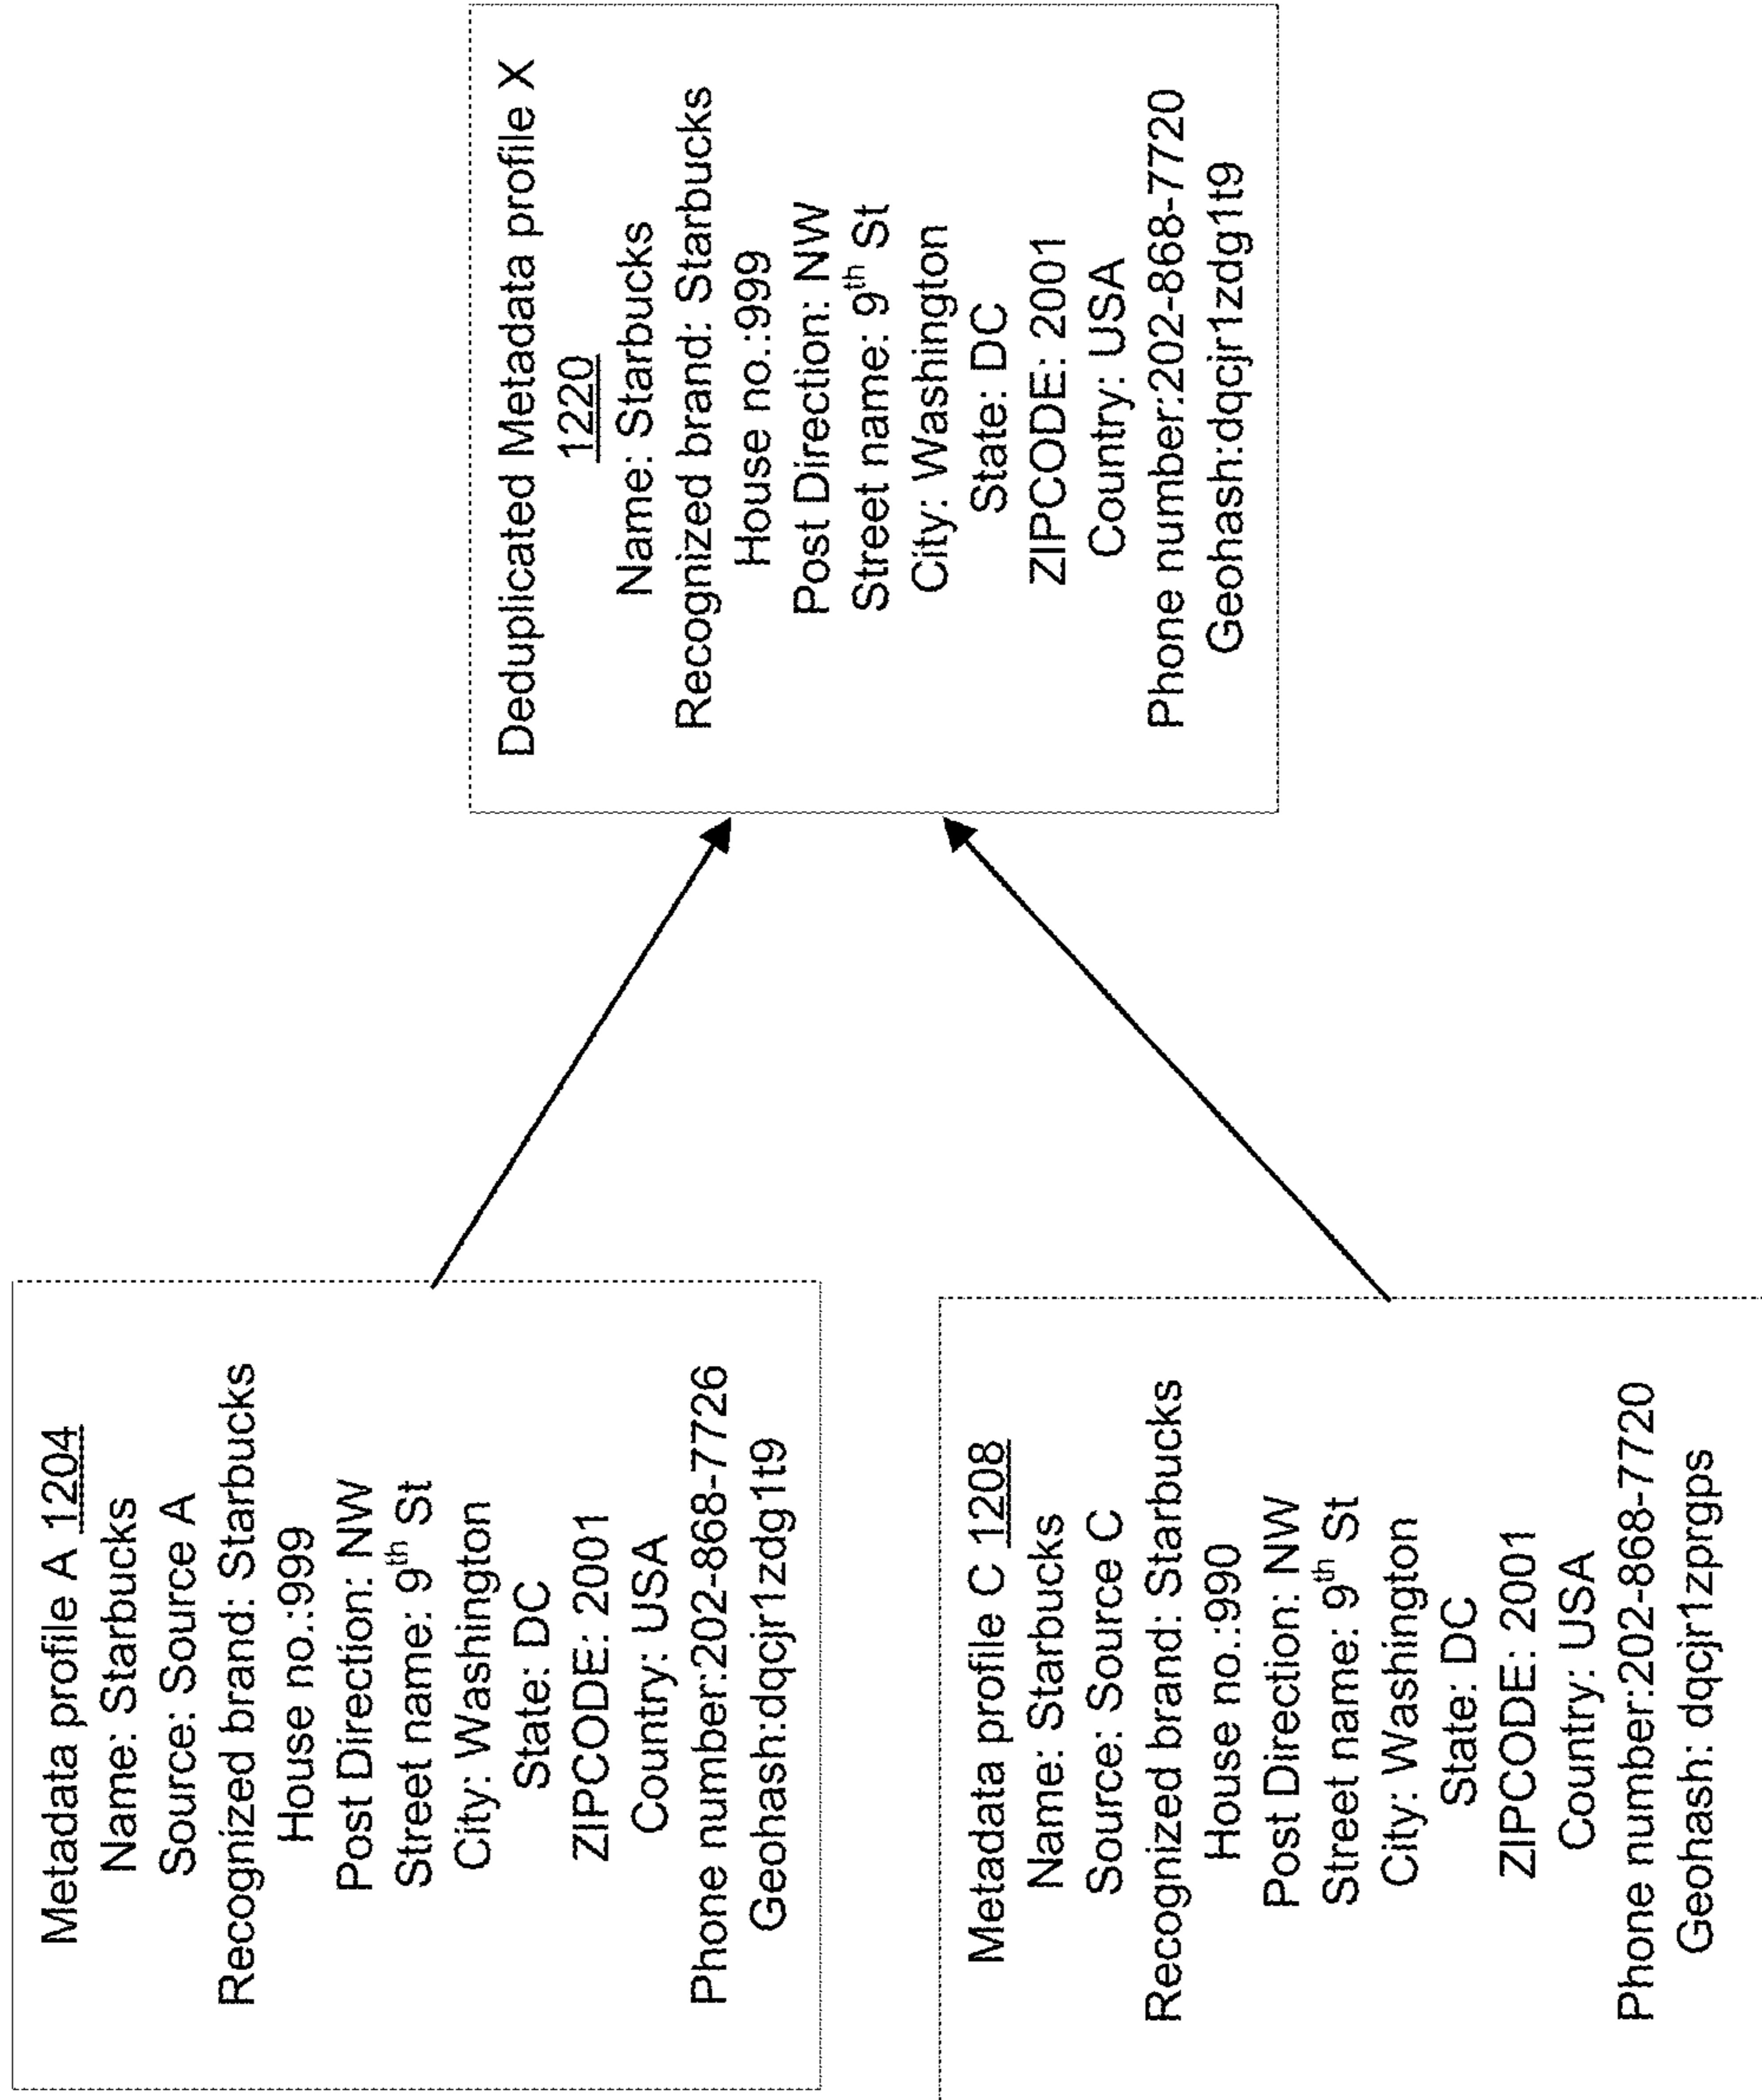 Metadata profile A 1204
Name: Starbucks
Source: Source A
Recognized brand: Starbucks
House no.:999
Post Direction: NW
Street name: 9th St
City: Washington
State: DC
ZIPCODE: 2001
Country: USA
Phone number:202-868-7726
Geohash:dqcjr1zdg1t9
Metadata profile C 1208
Name: Starbucks
Source: Source C
Recognized brand: Starbucks
House no.:990
Post Direction: NW
Street name: 9th St
City: Washington
State: DC
ZIPCODE: 2001
Country: USA
Phone number:202-868-7720
Geohash: dqcjr1zprgps
Deduplicated Metadata profile X
1220
Name: Starbucks
Recognized brand: Starbucks
House no.:999
Post Direction: NW
Street name: 9th St
City: Washington
State: DC
ZIPCODE: 2001
Country: USA
Phone number:202-868-7720
Geohash:dqcjr1zdg1t9